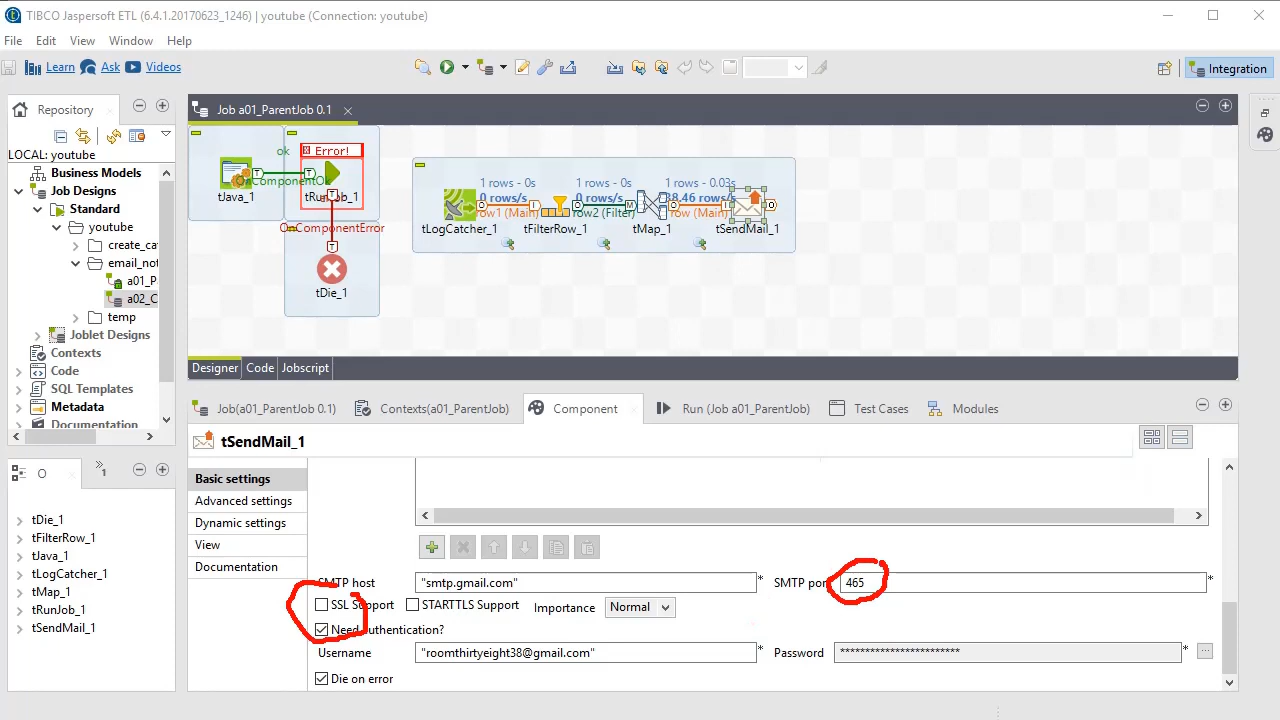 TIBCO Jaspersoft ETL (6.4.1.20170623_1246) | youtube (Connection: youtube)
File Edit View Window Help
Learn Ask Videos
Integration
Repository
LOCAL: youtube
Business Models
Job Designs
Standard
youtube
create_ca
email_not
a01_P
a02_C
temp
Joblet Designs
Contexts
Code
SQL Templates
Metadata
Documentation
Job a01_ParentJob 0.1
ok
Error!
OnComponentOk
tJava_1
tRunJob_1
OnComponentError
tDie_1
1 rows - 0s 1 rows - 0s 1 rows - 0.03s
0 rows/s 0 rows/s 38.46 rows/s
row1 (Main) row2 (Filter) row (Main)
tLogCatcher_1 tFilterRow_1 tMap_1 tSendMail_1
Designer Code Jobscript
Job(a01_ParentJob 0.1) Contexts(a01_ParentJob) Component Run (Job a01_ParentJob) Test Cases Modules
tSendMail_1
Basic settings
Advanced settings
Dynamic settings
View
Documentation
SMTP host "smtp.gmail.com" * SMTP port 465 *
SSL Support STARTTLS Support Importance Normal
Need authentication?
Username "roomthirtyeight38@gmail.com" * Password *********************** *
Die on error
O
1
tDie_1
tFilterRow_1
tJava_1
tLogCatcher_1
tMap_1
tRunJob_1
tSendMail_1